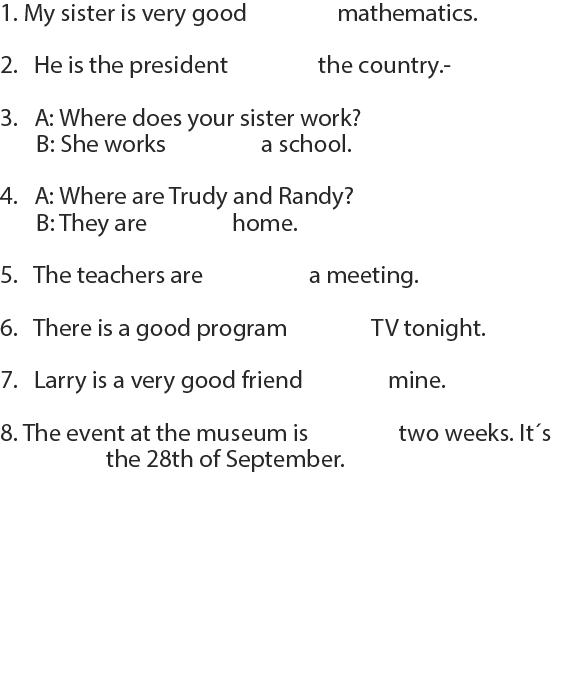 1. My sister is very good mathematics.
2. He is the president the country.-
3. A: Where does your sister work?
B: She works a school.
4. A: Where are Trudy and Randy?
B: They are home.
5. The teachers are a meeting.
6. There is a good program TV tonight.
7. Larry is a very good friend mine.
8. The event at the museum is two weeks. It´s
the 28th of September.